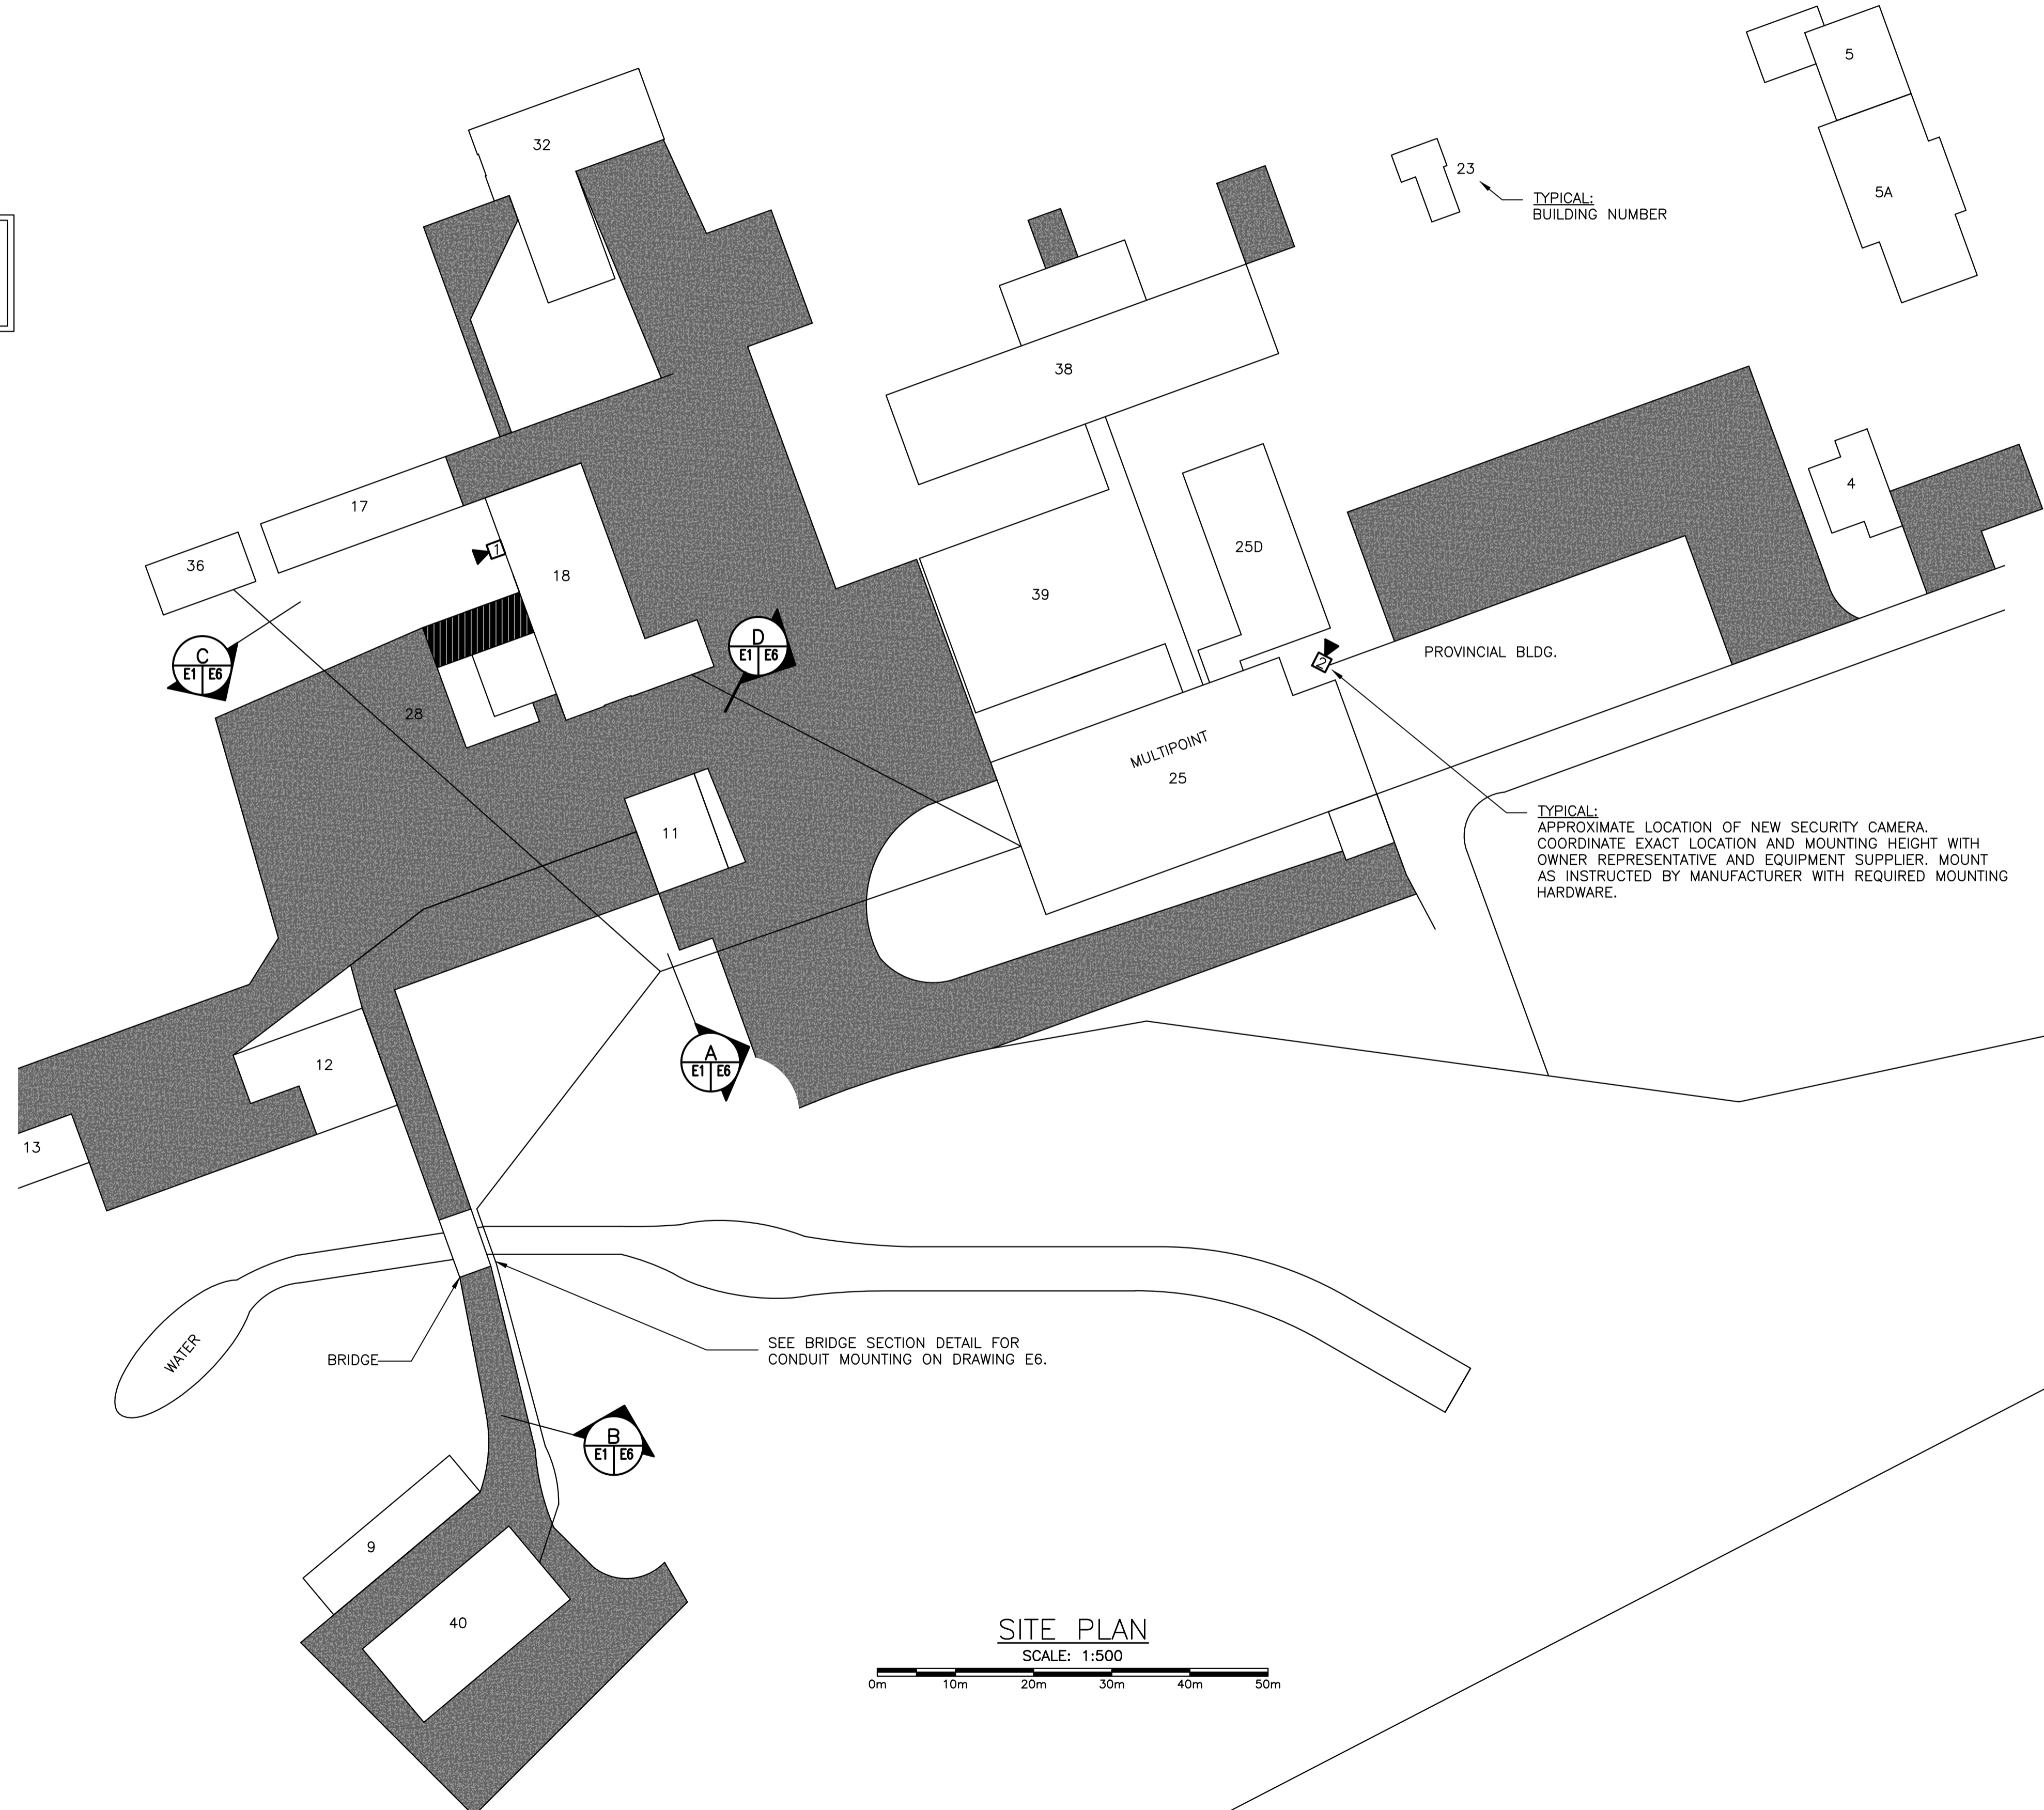 5
32
23
TYPICAL:
BUILDING NUMBER
5A
38
17
4
36
1
18
25D
39
C
E1 E6
D
E1 E6
2
PROVINCIAL BLDG.
28
MULTIPOINT
25
11
TYPICAL:
APPROXIMATE LOCATION OF NEW SECURITY CAMERA.
COORDINATE EXACT LOCATION AND MOUNTING HEIGHT WITH
OWNER REPRESENTATIVE AND EQUIPMENT SUPPLIER. MOUNT
AS INSTRUCTED BY MANUFACTURER WITH REQUIRED MOUNTING
HARDWARE.
12
A
E1 E6
13
WATER
BRIDGE
SEE BRIDGE SECTION DETAIL FOR
CONDUIT MOUNTING ON DRAWING E6.
B
E1 E6
9
40
SITE PLAN
SCALE: 1:500
0m 10m 20m 30m 40m 50m